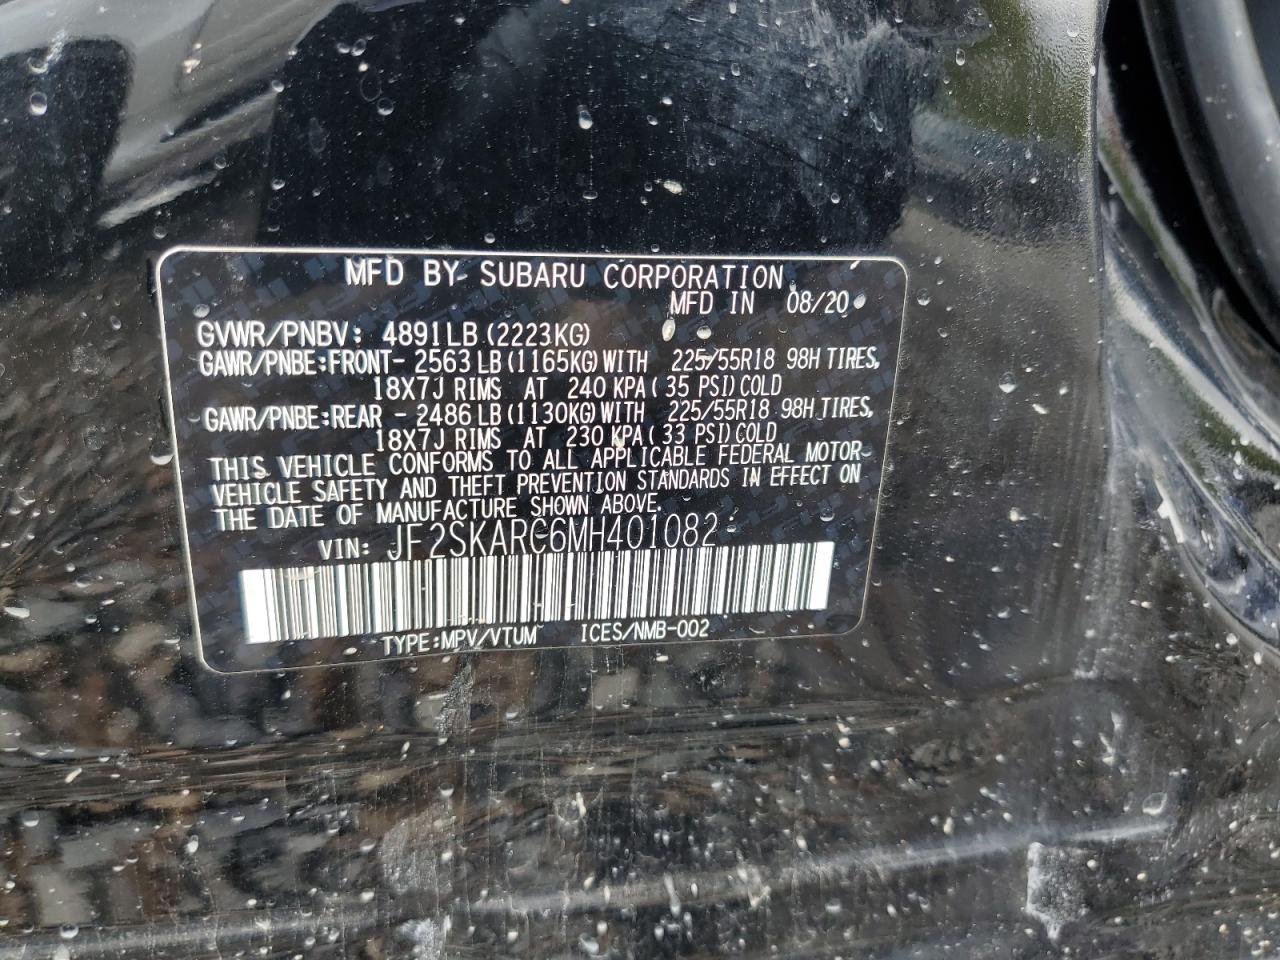 MFD BY SUBARU CORPORATION
MFD IN 08/20
GVWR/PNBV: 4891LB (2223KG)
GAWR/PNBE:FRONT- 2563LB (1165KG) WITH 225/55R18 98H TIRES,
18X7J RIMS AT 240 KPA (35 PSI) COLD
GAWR/PNBE:REAR - 2486LB (1130KG) WITH 225/55R18 98H TIRES,
18X7J RIMS AT 230 KPA (33 PSI) COLD
THIS VEHICLE CONFORMS TO ALL APPLICABLE FEDERAL MOTOR
VEHICLE SAFETY AND THEFT PREVENTION STANDARDS IN EFFECT ON
THE DATE OF MANUFACTURE SHOWN ABOVE.
VIN: JF2SKARC6MH401082
TYPE:MPV/VTUM ICES/NMB-002